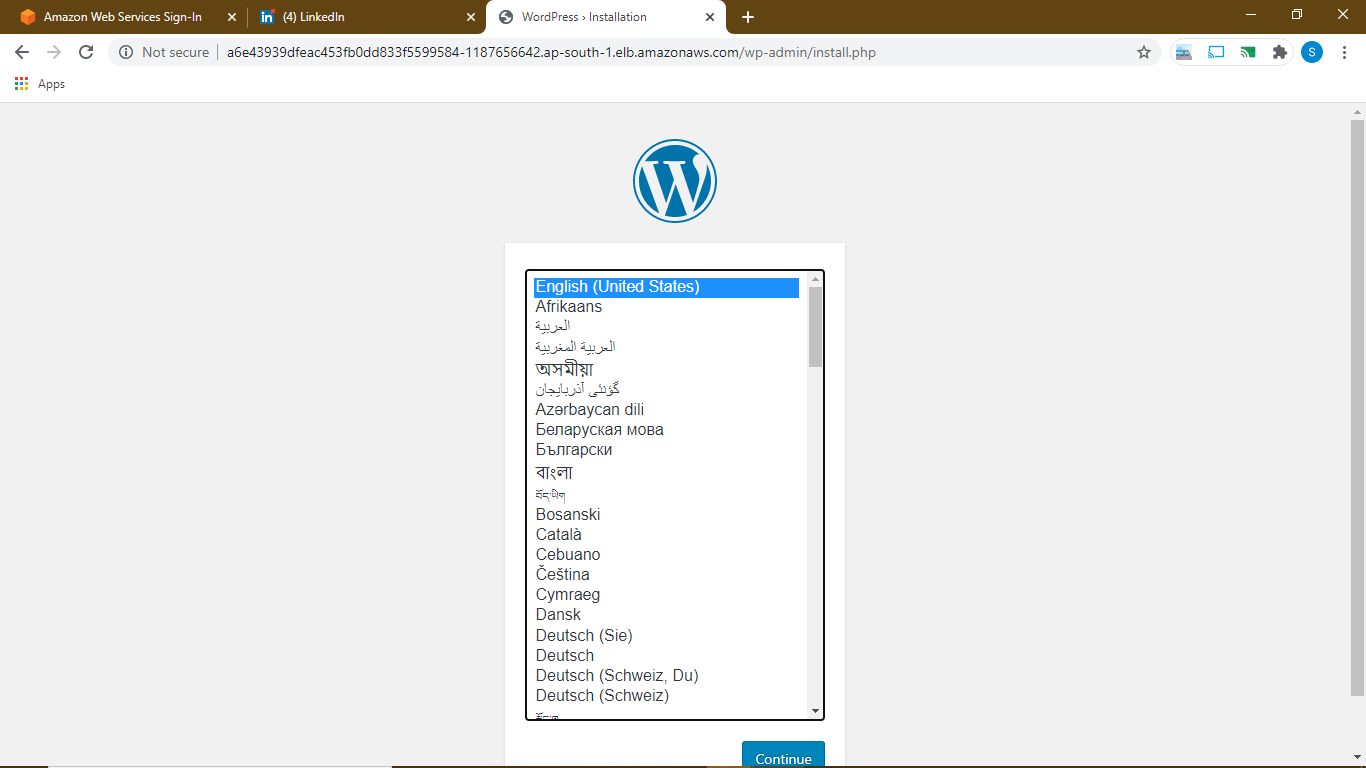 Amazon Web Services Sign-In
(4) LinkedIn
WordPress › Installation
Not secure
a6e43939dfeac453fb0dd833f5599584-1187656642.ap-south-1.elb.amazonaws.com/wp-admin/install.php
S
Apps
English (United States)
Afrikaans
العربية
العربية المغربية
অসমীয়া
گؤنئی آذربایجان
Azərbaycan dili
Беларуская мова
Български
বাংলা
བོད་ཡིག
Bosanski
Català
Cebuano
Čeština
Cymraeg
Dansk
Deutsch (Sie)
Deutsch
Deutsch (Schweiz, Du)
Deutsch (Schweiz)
Continue